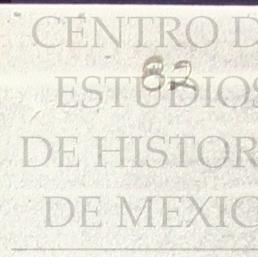 CENTRO D
82
ESTUDIOS
DE HISTOR
DE MEXIC